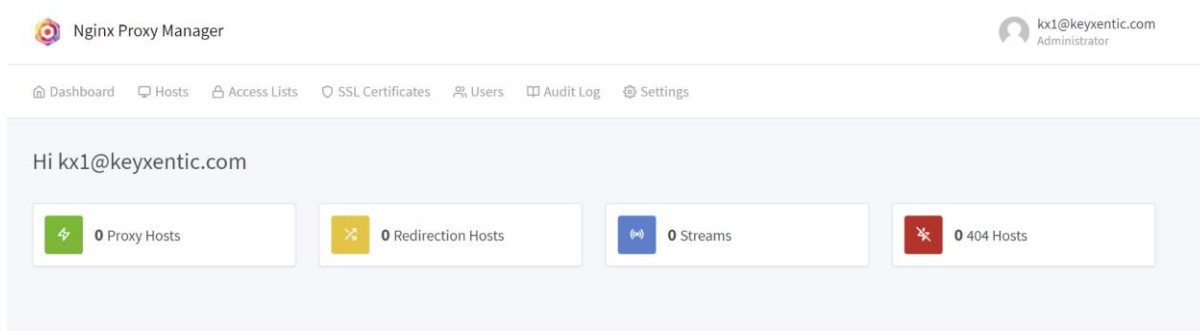 Nginx Proxy Manager
kx1@keyxentic.com
Administrator
Dashboard Hosts Access Lists SSL Certificates Users Audit Log Settings
Hi kx1@keyxentic.com
0 Proxy Hosts 0 Redirection Hosts 0 Streams 0 404 Hosts